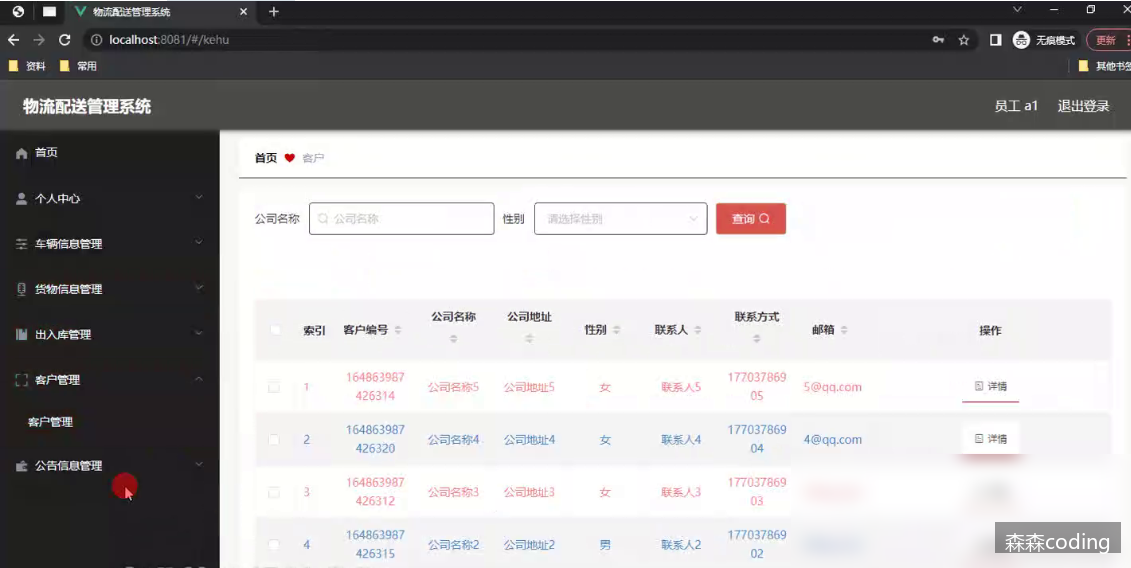 物流配送管理系统
localhost:8081/#/kehu
无痕模式
更新
资料 常用
其他书签
物流配送管理系统
员工 a1 退出登录
首页
个人中心
车辆信息管理
货物信息管理
出入库管理
客户管理
客户管理
公告信息管理
首页 客户
公司名称 公司名称 性别 请选择性别 查询
索引 客户编号 公司名称 公司地址 性别 联系人 联系方式 邮箱 操作
1 164863987426314 公司名称5 公司地址5 女 联系人5 17703786905 5@qq.com 详情
2 164863987426320 公司名称4 公司地址4 女 联系人4 17703786904 4@qq.com 详情
3 164863987426312 公司名称3 公司地址3 女 联系人3 17703786903
4 164863987426315 公司名称2 公司地址2 男 联系人2 17703786902
森森coding